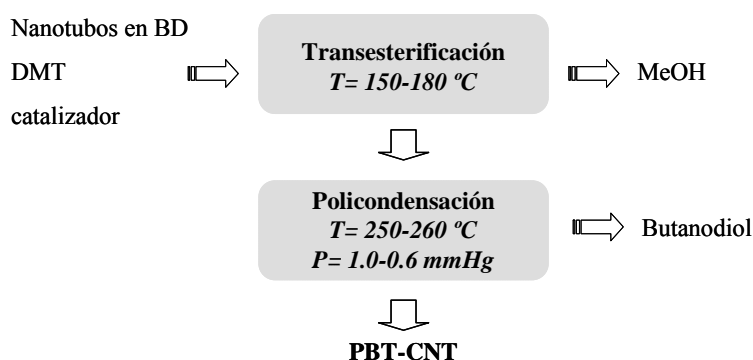 Nanotubos en BD
DMT
catalizador
Transesterificación
T= 150-180 ºC
MeOH
Policondensación
T= 250-260 ºC
P= 1.0-0.6 mmHg
Butanodiol
PBT-CNT